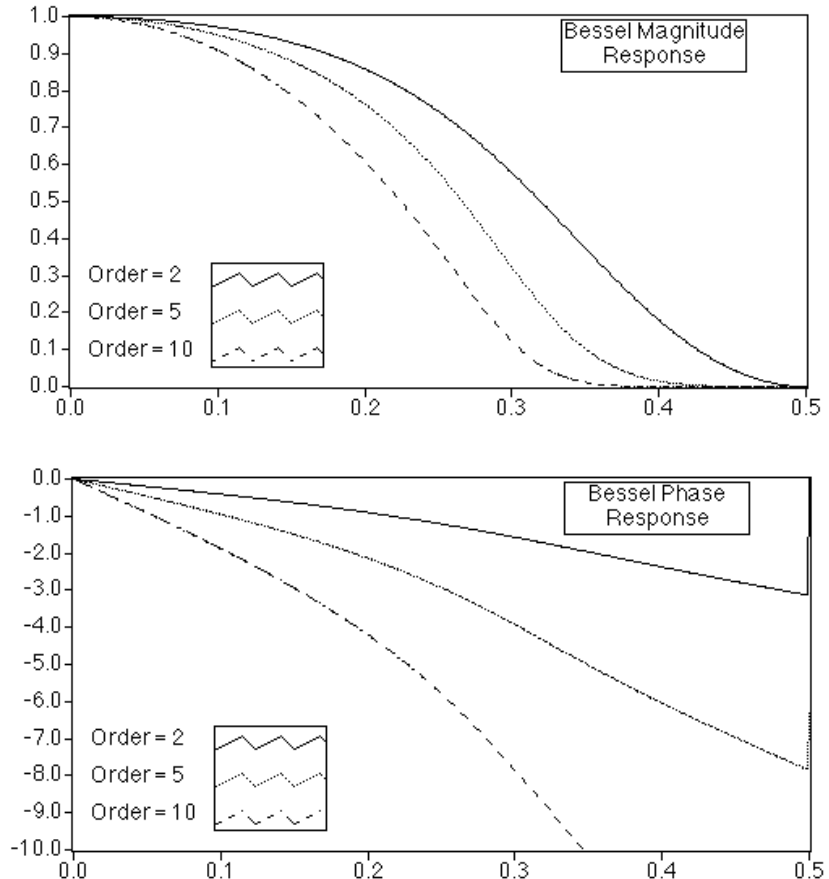 1.0
Bessel Magnitude
Response
0.9
0.8
0.7
0.6
0.5
0.4
0.3
Order = 2
0.2
Order = 5
0.1
Order = 10
0.0
0.0 0.1 0.2 0.3 0.4 0.5
0.0
Bessel Phase
Response
-1.0
-2.0
-3.0
-4.0
-5.0
-6.0
-7.0
Order = 2
-8.0
Order = 5
-9.0
Order = 10
-10.0
0.0 0.1 0.2 0.3 0.4 0.5